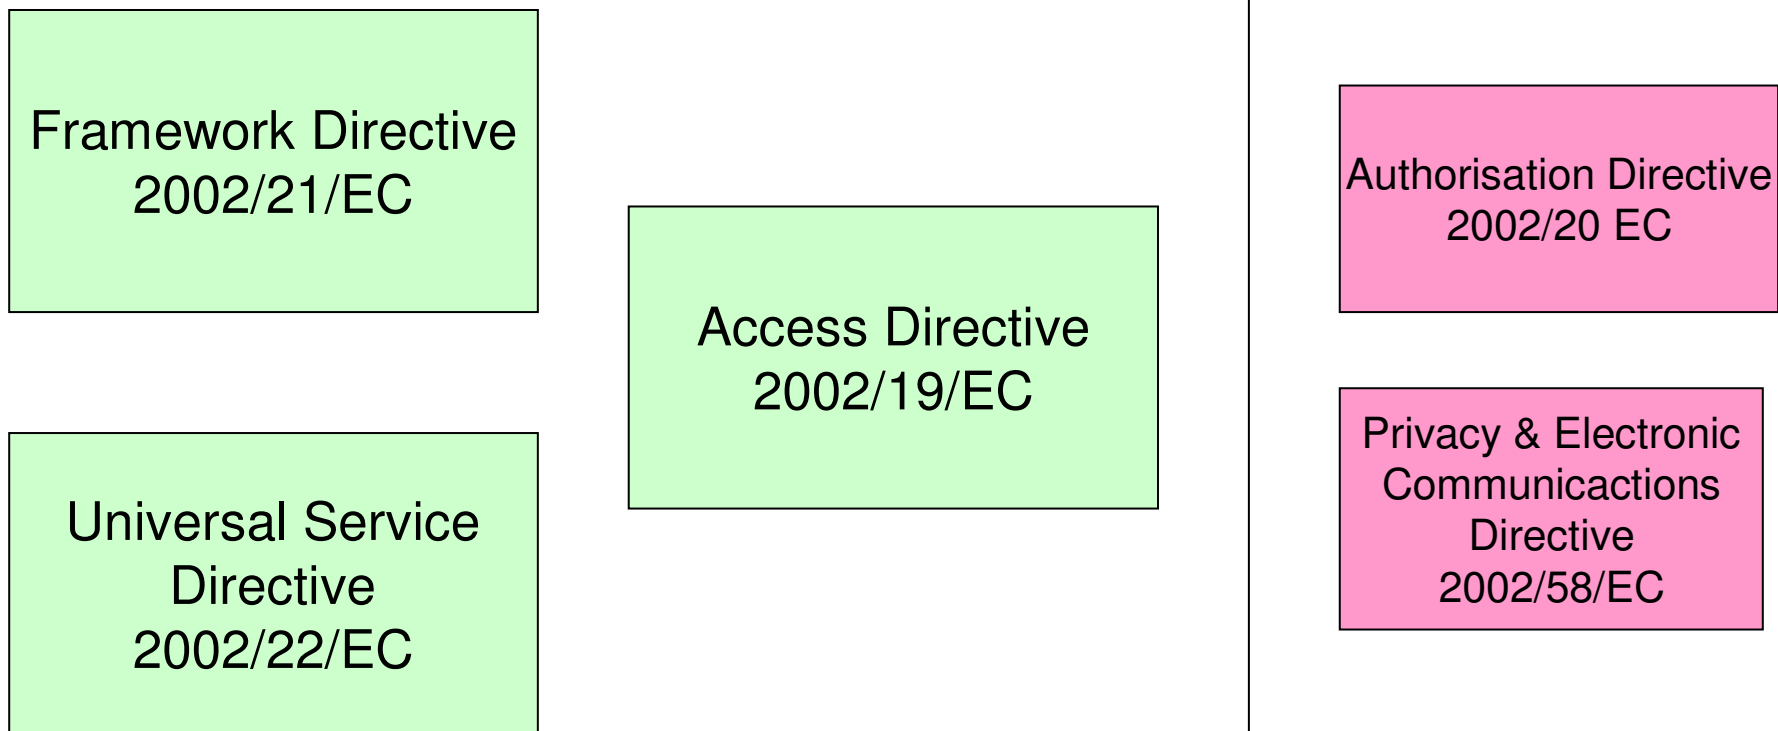 Framework Directive
2002/21/EC
Universal Service
Directive
2002/22/EC
Access Directive
2002/19/EC
Authorisation Directive
2002/20 EC
Privacy & Electronic
Communicactions
Directive
2002/58/EC